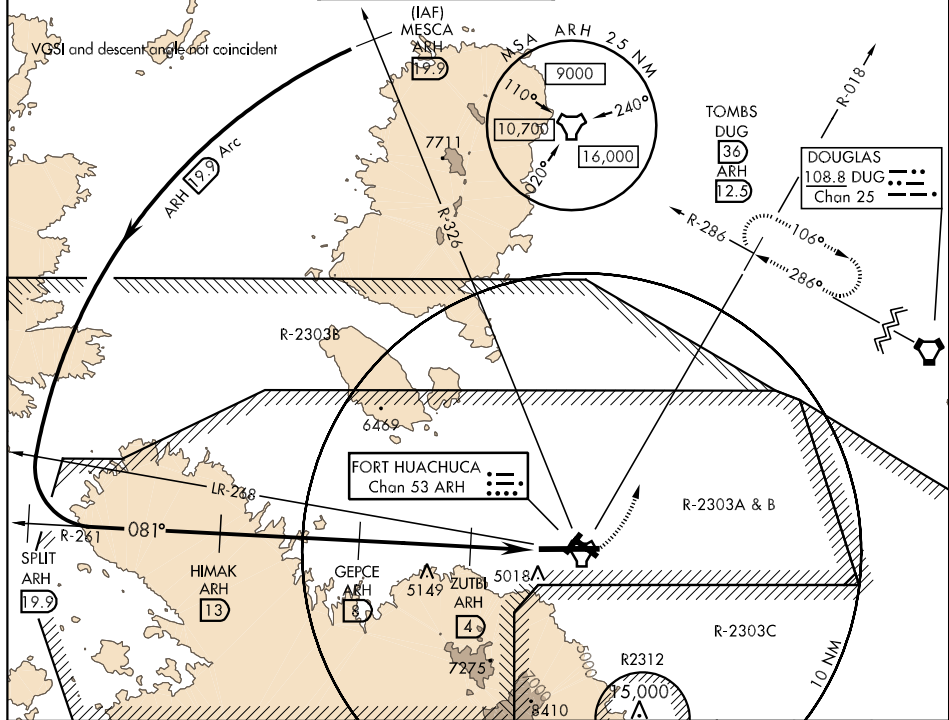 (IAF)
MESCA
ARH
19.9
VGSI and descent angle not coincident
MSA ARH 25 NM
9000
110°
240°
10,700
16,000
020°
R-018
TOMBS
DUG
36
ARH
12.5
DOUGLAS
108.8 DUG
Chan 25
7711
ARH 19.9 Arc
R-326
R-286
106°
286°
R-2303B
6469
FORT HUACHUCA
Chan 53 ARH
LR-268
R-2303A & B
081°
R-261
SPLIT
ARH
19.9
HIMAK
ARH
13
GEPCE
ARH
8
5149
ZUTBI
ARH
4
5018
R-2303C
7275
5000
7000
8410
R2312
15,000
10 NM